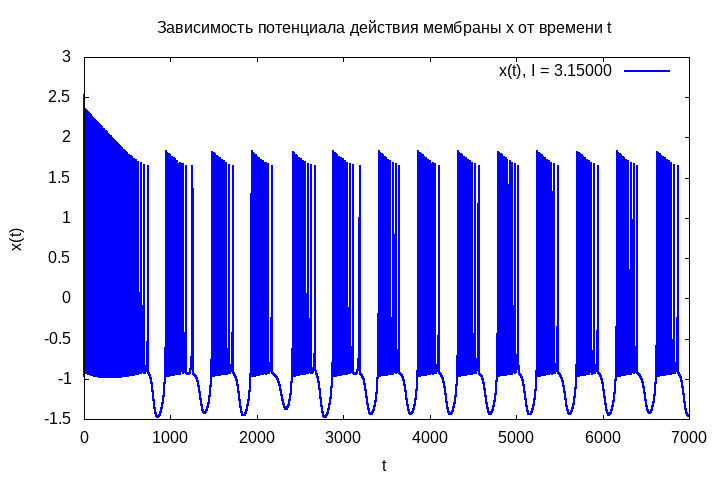 Зависимость потенциала действия мембраны x от времени t
x(t), I = 3.15000
3
2.5
2
1.5
1
0.5
0
-0.5
-1
-1.5
x(t)
0 1000 2000 3000 4000 5000 6000 7000
t